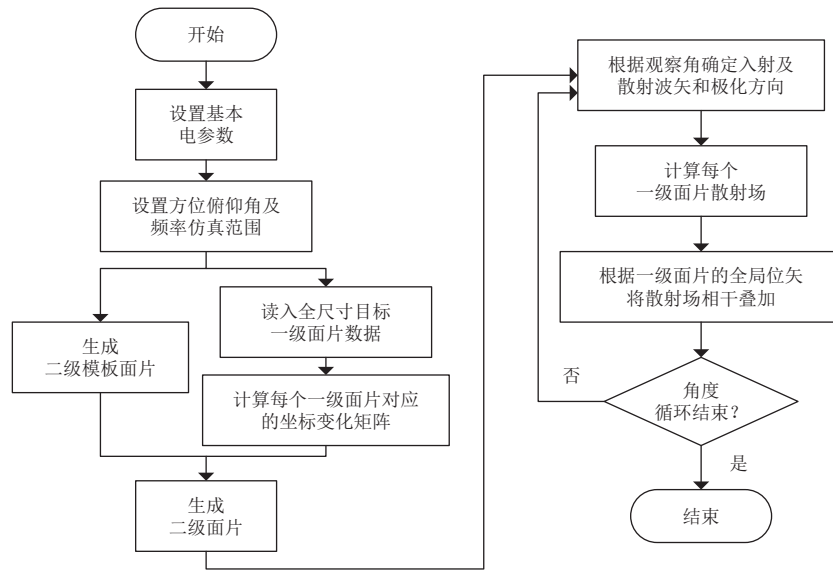 开始
设置基本
电参数
设置方位俯仰角及
频率仿真范围
读入全尺寸目标
一级面片数据
生成
二级模板面片
计算每个一级面片对应
的坐标变化矩阵
生成
二级面片
根据观察角确定入射及
散射波矢和极化方向
计算每个
一级面片散射场
根据一级面片的全局位矢
将散射场相干叠加
否
角度
循环结束？
是
结束